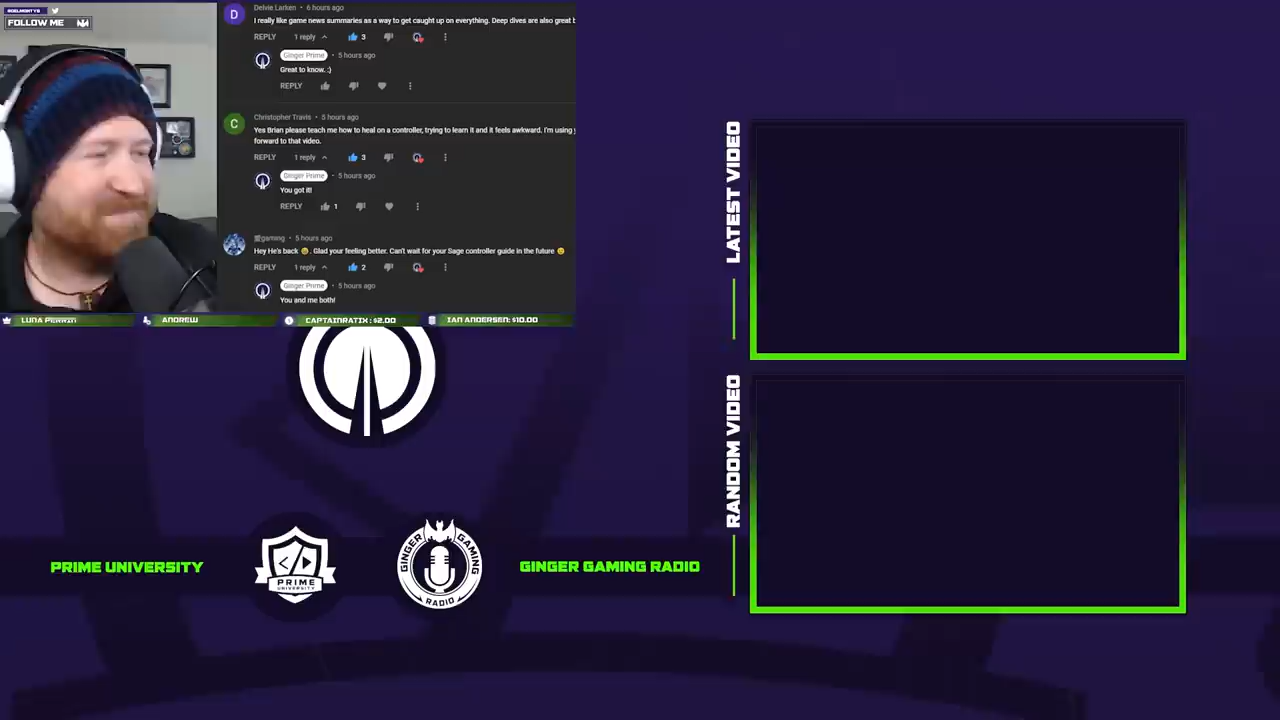 FOLLOW ME
Delvie Larken • 6 hours ago
I really like game news summaries as a way to get caught up on everything. Deep dives are also great
REPLY 1 reply 3
Ginger Prime • 5 hours ago
Great to know. :)
REPLY
C
Christopher Travis • 5 hours ago
Yes Brian please teach me how to heal on a controller, trying to learn it and it feels awkward. I'm using
forward to that video.
REPLY 1 reply 3
Ginger Prime • 5 hours ago
You got it!
REPLY 1
gaming • 5 hours ago
Hey He's back 😀. Glad your feeling better. Can't wait for your Sage controller guide in the future 😉
REPLY 1 reply 2
Ginger Prime • 5 hours ago
You and me both!
D
LUNA PERRIN
ANDREW
CAPTAINRATIX: $2.00
IAN ANDERSEN: $10.00
LATEST VIDEO
RANDOM VIDEO
PRIME UNIVERSITY
PRIME
UNIVERSITY
GINGER GAMING
RADIO
GINGER GAMING RADIO